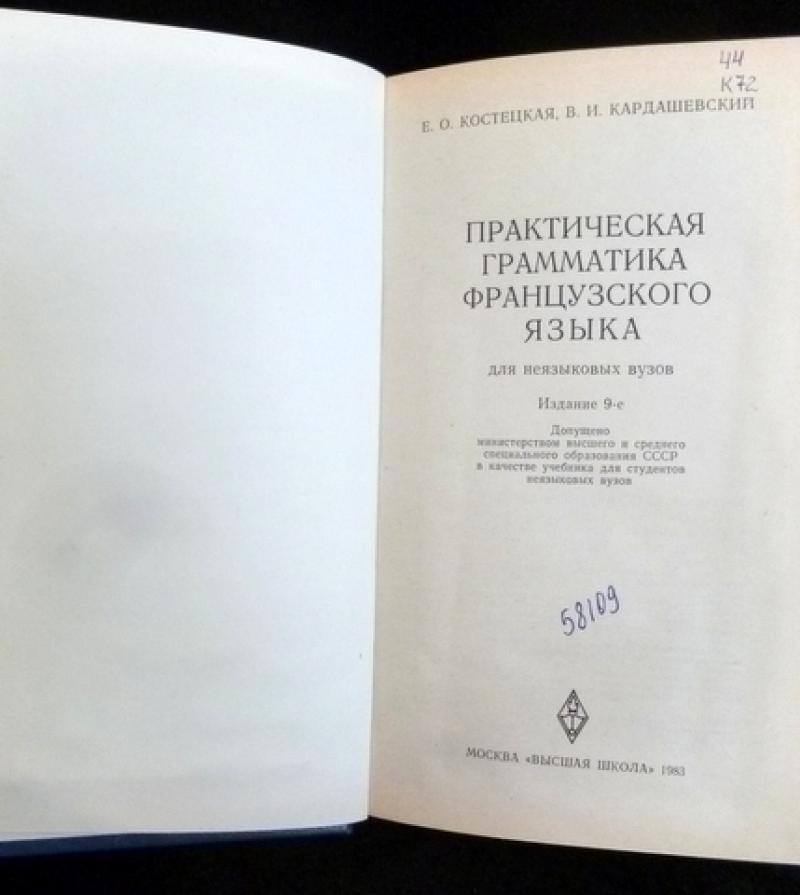 44
К72
Е. О. КОСТЕЦКАЯ, В. И. КАРДАШЕВСКИЙ
ПРАКТИЧЕСКАЯ
ГРАММАТИКА
ФРАНЦУЗСКОГО
ЯЗЫКА
для неязыковых вузов
Издание 9-е
Допущено
министерством высшего и среднего
специального образования СССР
в качестве учебника для студентов
неязыковых вузов
58109
МОСКВА «ВЫСШАЯ ШКОЛА» 1983